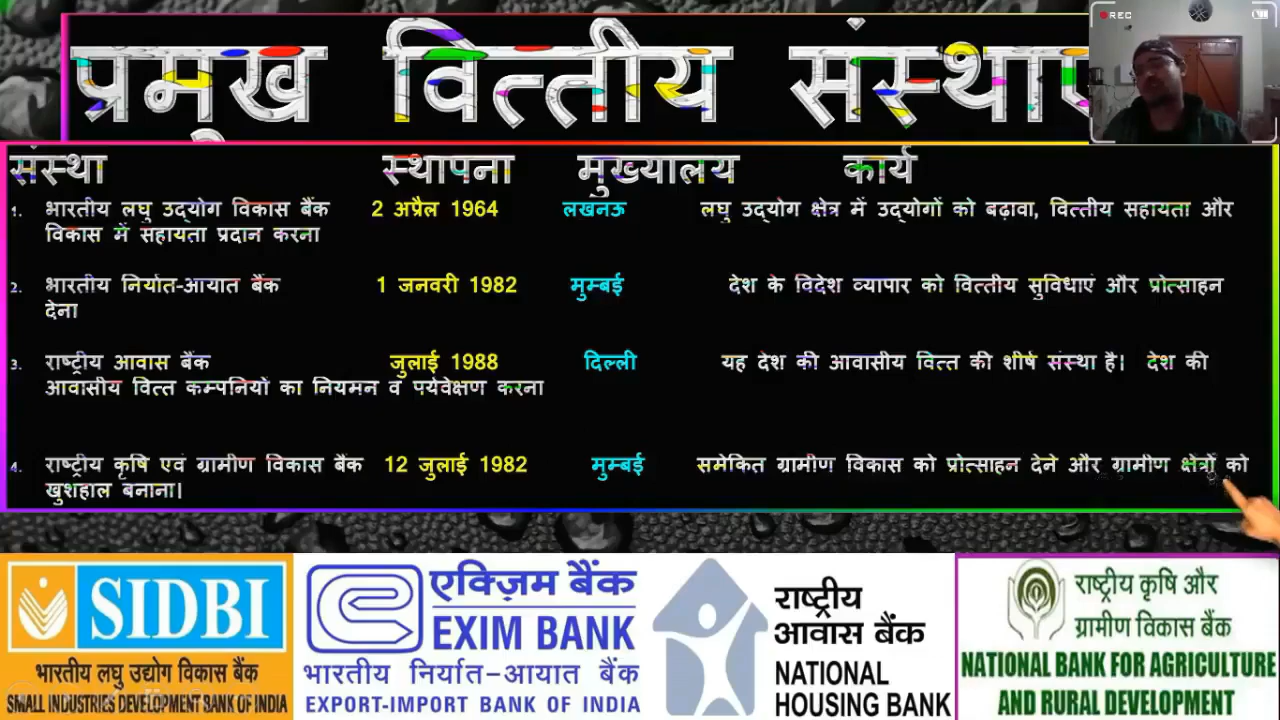 REC
प्रमुख वित्तीय
संस्था स्थापना मुख्यालय कार्य
1. भारतीय लघु उद्योग विकास बैंक 2 अप्रैल 1964 लखनऊ लघु उद्योग क्षेत्र में उद्योगों को बढ़ावा, वित्तीय सहायता और
विकास में सहायता प्रदान करना
2. भारतीय निर्यात-आयात बैंक 1 जनवरी 1982 मुम्बई देश के विदेश व्यापार को वित्तीय सुविधाएं और प्रोत्साहन
देना
3. राष्ट्रीय आवास बैंक जुलाई 1988 दिल्ली यह देश की आवासीय वित्त की शीर्ष संस्था है। देश की
आवासीय वित्त कम्पनियों का नियमन व पर्यवेक्षण करना
4. राष्ट्रीय कृषि एवं ग्रामीण विकास बैंक 12 जुलाई 1982 मुम्बई समेकित ग्रामीण विकास को प्रोत्साहन देने और ग्रामीण क्षेत्रों को
खुशहाल बनाना।
SIDBI
भारतीय लघु उद्योग विकास बैंक
SMALL INDUSTRIES DEVELOPMENT BANK OF INDIA
एक्ज़िम बैंक
EXIM BANK
भारतीय निर्यात-आयात बैंक
EXPORT-IMPORT BANK OF INDIA
राष्ट्रीय
आवास बैंक
NATIONAL
HOUSING BANK
राष्ट्रीय कृषि और
ग्रामीण विकास बैंक
NATIONAL BANK FOR AGRICULTURE
AND RURAL DEVELOPMENT